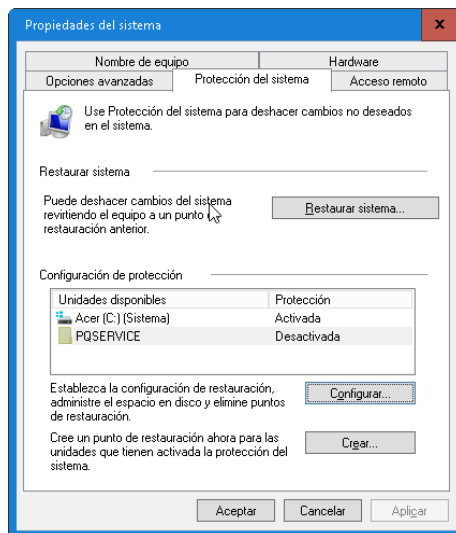 Propiedades del sistema
x
Nombre de equipo
Hardware
Opciones avanzadas
Protección del sistema
Acceso remoto
Use Protección del sistema para deshacer cambios no deseados
en el sistema.
Restaurar sistema
Puede deshacer cambios del sistema
revirtiendo el equipo a un punto
restauración anterior.
Restaurar sistema...
Configuración de protección
Unidades disponibles
Protección
Acer (C:) (Sistema)
Activada
PQSERVICE
Desactivada
Establezca la configuración de restauración,
administre el espacio en disco y elimine puntos
de restauración.
Configurar...
Cree un punto de restauración ahora para las
unidades que tienen activada la protección del
sistema.
Crear...
Aceptar
Cancelar
Aplicar